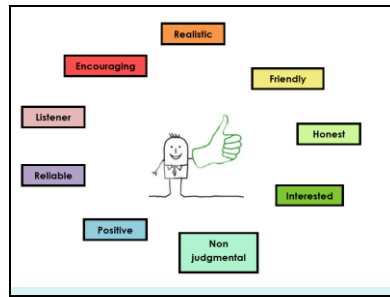 Realistic
Encouraging
Friendly
Listener
Honest
Reliable
Interested
Positive
Non
judgmental